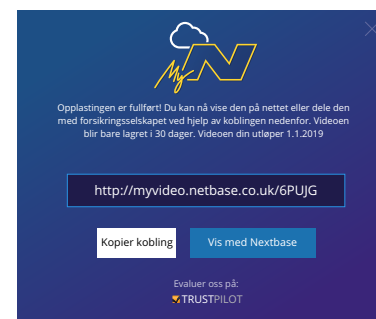 My N
Opplastingen er fullført! Du kan nå vise den på nettet eller dele den
med forsikringsselskapet ved hjelp av koblingen nedenfor. Videoen
blir bare lagret i 30 dager. Videoen din utløper 1.1.2019
http://myvideo.netbase.co.uk/6PUJG
Kopier kobling
Vis med Nextbase
Evaluer oss på:
TRUSTPILOT